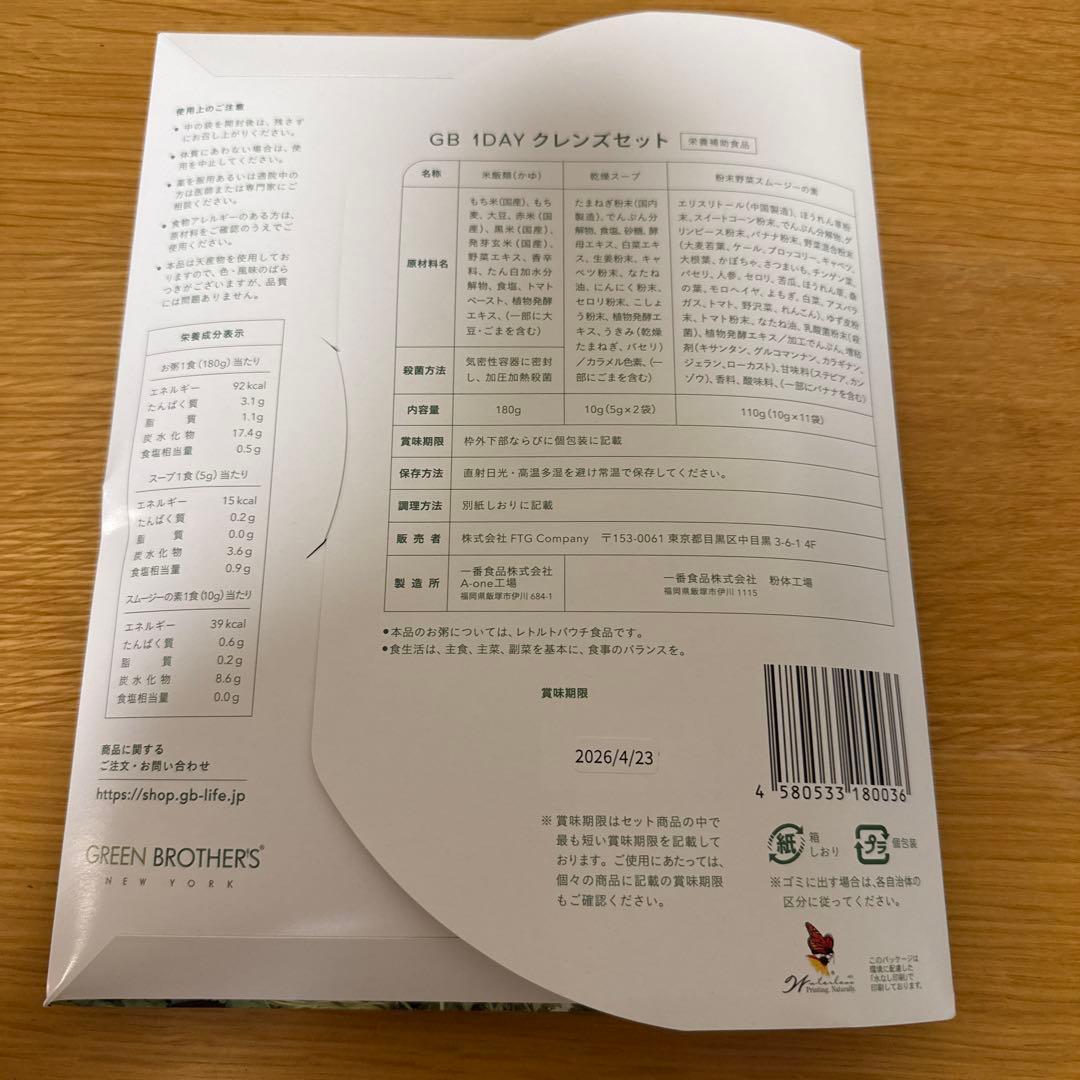 使用上のご注意
● 中の袋を開封後は、残さず
にお召し上がりください。
● 体質にあわない場合は、使
用を中止してください。
● 薬を服用あるいは通院中の
方は医師または専門家にご
相談ください。
● 食物アレルギーのある方は、
原材料をご確認のうえでご
使用ください。
● 本品は天産物を使用してお
りますので、色・風味のばら
つきがございますが、品質
には問題ありません。
栄養成分表示
お粥1食(180g)当たり
エネルギー 92kcal
たんぱく質 3.1g
脂質 1.1g
炭水化物 17.4g
食塩相当量 0.5g
スープ1食(5g)当たり
エネルギー 15kcal
たんぱく質 0.2g
脂質 0.0g
炭水化物 3.6g
食塩相当量 0.9g
スムージーの素1食(10g)当たり
エネルギー 39kcal
たんぱく質 0.6g
脂質 0.2g
炭水化物 8.6g
食塩相当量 0.0g
商品に関する
ご注文・お問い合わせ
https://shop.gb-life.jp
GREEN BROTHER'S®
NEW YORK
GB 1DAY クレンズセット 栄養補助食品
名称 米飯類(かゆ) 乾燥スープ 粉末野菜スムージーの素
原材料名
もち米(国産)、もち
麦、大豆、赤米(国
産)、黒米(国産)、
発芽玄米(国産)、
野菜エキス、香辛
料、たん白加水分
解物、食塩、トマト
ペースト、植物発酵
エキス、(一部に大
豆・ごまを含む)
たまねぎ粉末(国内
製造)、でんぷん分
解物、食塩、砂糖、酵
母エキス、白菜エキ
ス、生姜粉末、キャ
ベツ粉末、なたね
油、にんにく粉末、
セロリ粉末、こしょ
う粉末、植物発酵エ
キス、うきみ(乾燥
たまねぎ、パセリ)
/カラメル色素、(一
部にごまを含む)
エリスリトール(中国製造)、ほうれん草粉
末、スイートコーン粉末、でんぷん分解物、グ
リンピース粉末、バナナ粉末、野菜混合粉末
(大麦若葉、ケール、ブロッコリー、キャベツ、
大根葉、かぼちゃ、さつまいも、チンゲン菜、
パセリ、人参、セロリ、苦瓜、ほうれん草、桑
の葉、モロヘイヤ、よもぎ、白菜、アスパラ
ガス、トマト、野沢菜、れんこん)、ゆず皮粉
末、トマト粉末、なたね油、乳酸菌粉末(殺
菌)、植物発酵エキス/加工でんぷん、増粘
剤(キサンタン、グルコマンナン、カラギナン、
ジェラン、ローカスト)、甘味料(ステビア、カン
ゾウ)、香料、酸味料、(一部にバナナを含む)
殺菌方法 気密性容器に密封
し、加圧加熱殺菌
内容量 180g 10g(5g×2袋) 110g(10g×11袋)
賞味期限 枠外下部ならびに個包装に記載
保存方法 直射日光・高温多湿を避け常温で保存してください。
調理方法 別紙しおりに記載
販売者 株式会社 FTG Company 〒153-0061 東京都目黒区中目黒 3-6-1 4F
製造所 一番食品株式会社
A-one工場
福岡県飯塚市伊川 684-1
一番食品株式会社 粉体工場
福岡県飯塚市伊川 1115
●本品のお粥については、レトルトパウチ食品です。
●食生活は、主食、主菜、副菜を基本に、食事のバランスを。
賞味期限
2026/4/23
※賞味期限はセット商品の中で
最も短い賞味期限を記載して
おります。ご使用にあたっては、
個々の商品に記載の賞味期限
もご確認ください。
4 580533 180036
紙 箱
しおり
プラ 個包装
※ゴミに出す場合は、各自治体の
区分に従ってください。
Waterless
Printing. Naturally.
このパッケージは
環境に配慮した
「水なし印刷」で
印刷しております。